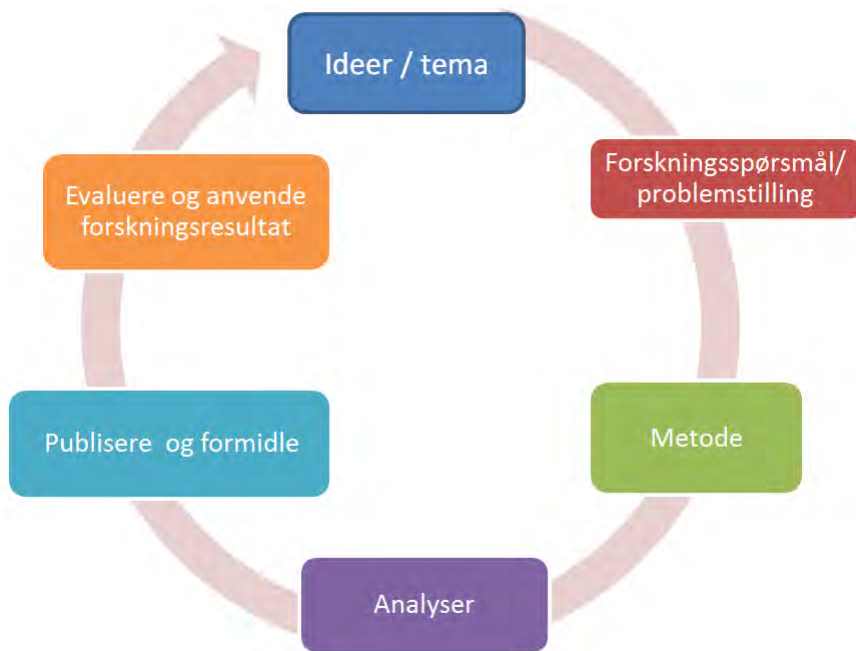 Ideer / tema
Forskningsspørsmål/
problemstilling
Metode
Analyser
Publisere og formidle
Evaluere og anvende
forskningsresultat